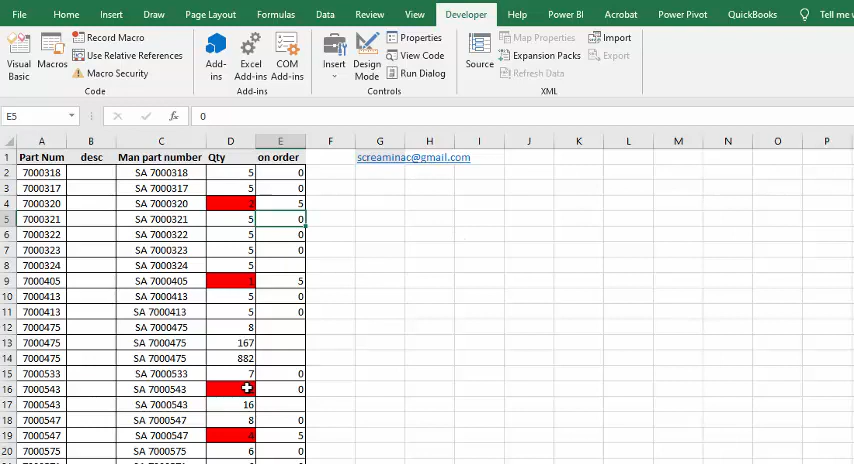 File Home Insert Draw Page Layout Formulas Data Review View Developer Help Power BI Acrobat Power Pivot QuickBooks Tell me
Visual Basic
Macros
Record Macro
Use Relative References
Macro Security
Code
Add-ins
Excel Add-ins
COM Add-ins
Add-ins
Insert
Design Mode
Properties
View Code
Run Dialog
Controls
Source
Map Properties
Expansion Packs
Refresh Data
Import
Export
XML
E5 fx 0
A B C D E F G H I J K L M N O P
1 Part Num desc Man part number Qty on order screaminac@gmail.com
2 7000318 SA 7000318 5 0
3 7000317 SA 7000317 5 0
4 7000320 SA 7000320 2 5
5 7000321 SA 7000321 5 0
6 7000322 SA 7000322 5 0
7 7000323 SA 7000323 5 0
8 7000324 SA 7000324 5
9 7000405 SA 7000405 1 5
10 7000413 SA 7000413 5 0
11 7000413 SA 7000413 5 0
12 7000475 SA 7000475 8
13 7000475 SA 7000475 167
14 7000475 SA 7000475 882
15 7000533 SA 7000533 7 0
16 7000543 SA 7000543 0
17 7000543 SA 7000543 16
18 7000547 SA 7000547 8 0
19 7000547 SA 7000547 4 5
20 7000575 SA 7000575 6 0